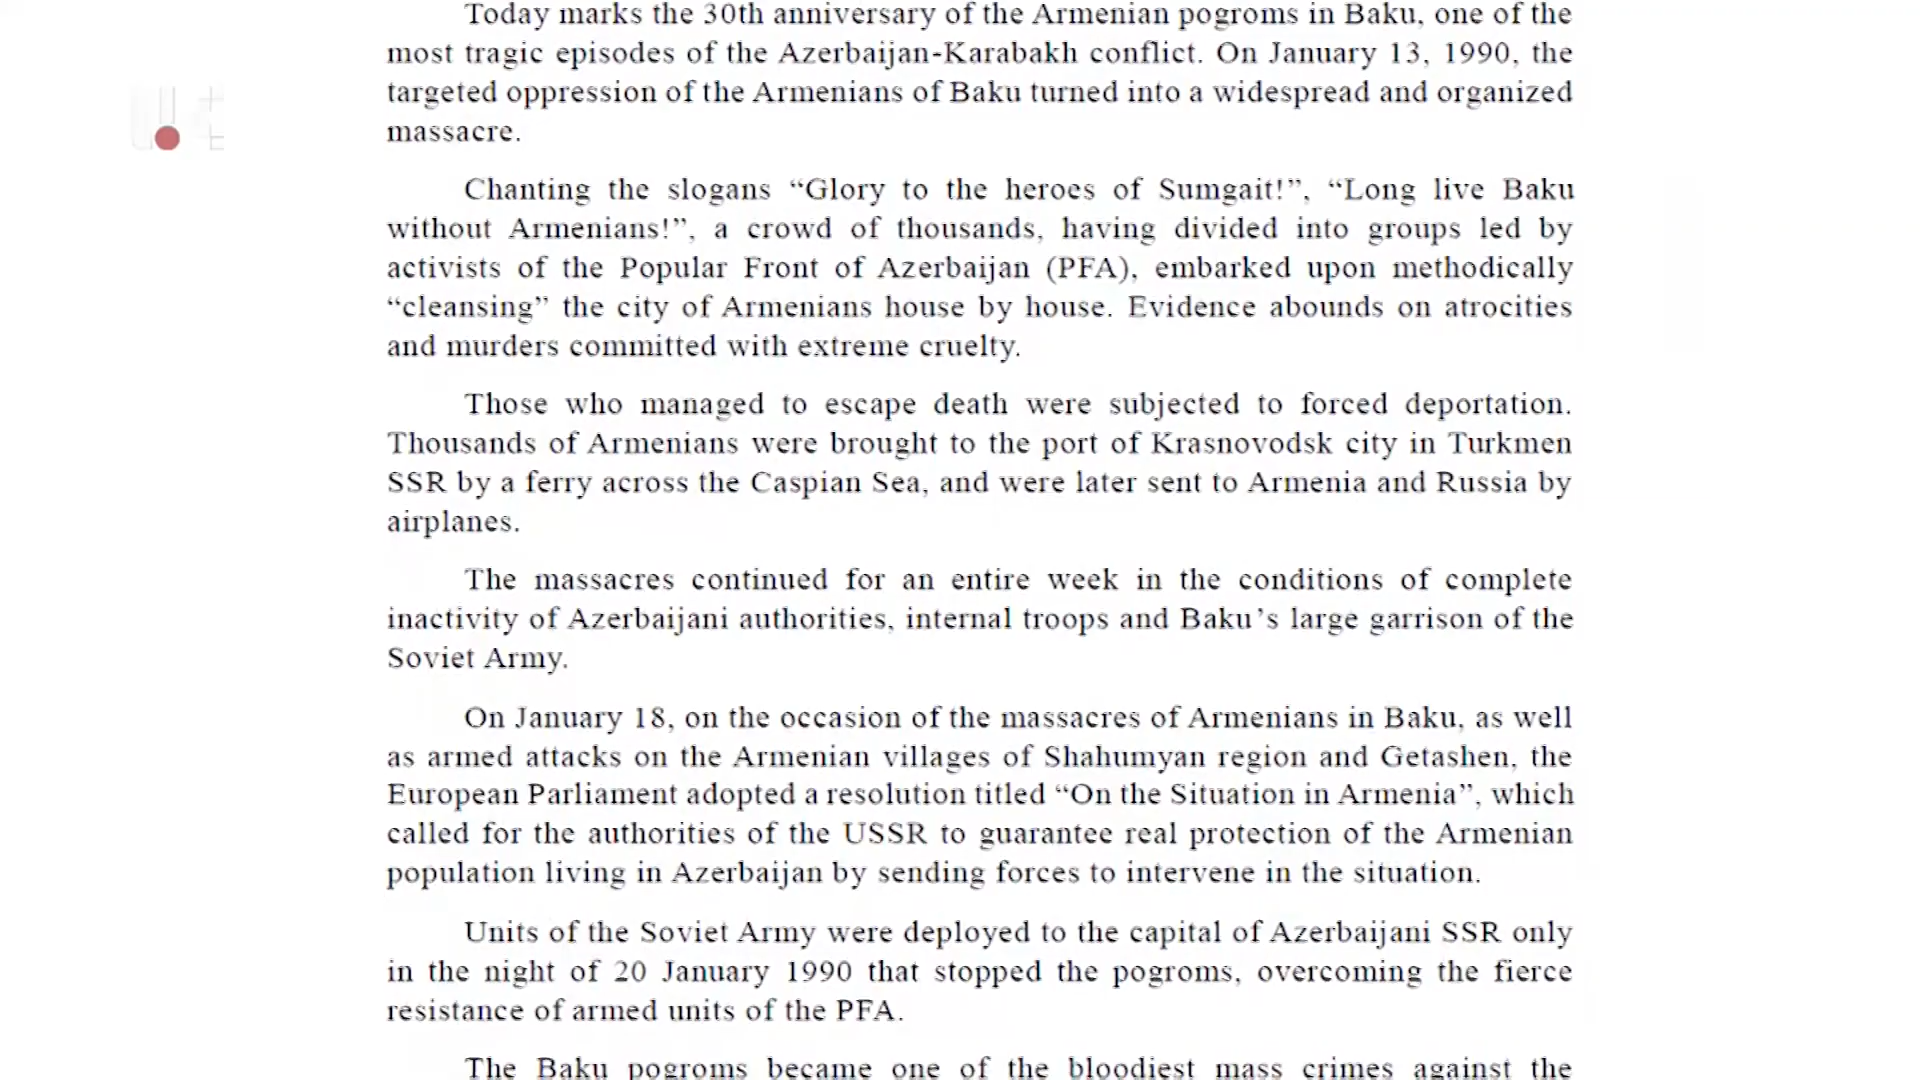 Today marks the 30th anniversary of the Armenian pogroms in Baku, one of the
most tragic episodes of the Azerbaijan-Karabakh conflict. On January 13, 1990, the
targeted oppression of the Armenians of Baku turned into a widespread and organized
massacre.
Chanting the slogans “Glory to the heroes of Sumgait!”, “Long live Baku
without Armenians!”, a crowd of thousands, having divided into groups led by
activists of the Popular Front of Azerbaijan (PFA), embarked upon methodically
“cleansing” the city of Armenians house by house. Evidence abounds on atrocities
and murders committed with extreme cruelty.
Those who managed to escape death were subjected to forced deportation.
Thousands of Armenians were brought to the port of Krasnovodsk city in Turkmen
SSR by a ferry across the Caspian Sea, and were later sent to Armenia and Russia by
airplanes.
The massacres continued for an entire week in the conditions of complete
inactivity of Azerbaijani authorities, internal troops and Baku’s large garrison of the
Soviet Army.
On January 18, on the occasion of the massacres of Armenians in Baku, as well
as armed attacks on the Armenian villages of Shahumyan region and Getashen, the
European Parliament adopted a resolution titled “On the Situation in Armenia”, which
called for the authorities of the USSR to guarantee real protection of the Armenian
population living in Azerbaijan by sending forces to intervene in the situation.
Units of the Soviet Army were deployed to the capital of Azerbaijani SSR only
in the night of 20 January 1990 that stopped the pogroms, overcoming the fierce
resistance of armed units of the PFA.
The Baku pogroms became one of the bloodiest mass crimes against the